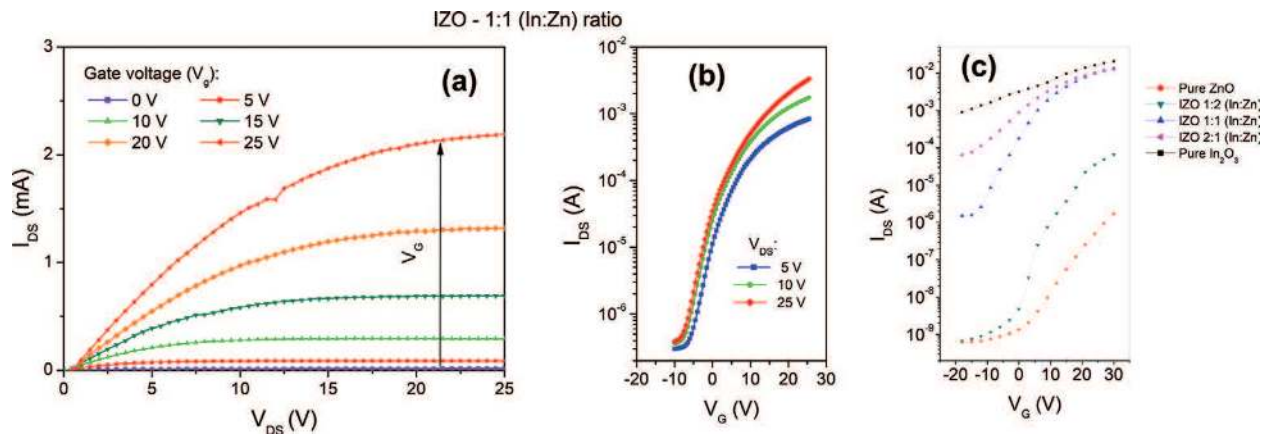 IZO - 1:1 (In:Zn) ratio
(a)
Gate voltage (Vg):
0 V
5 V
10 V
15 V
20 V
25 V
VG
3
2
1
0
IDS (mA)
0
5
10
15
20
25
VDS (V)
(b)
10⁻²
10⁻³
10⁻⁴
10⁻⁵
10⁻⁶
IDS (A)
VDS:
5 V
10 V
25 V
-20
-10
0
10
20
30
VG (V)
(c)
10⁻²
10⁻³
10⁻⁴
10⁻⁵
10⁻⁶
10⁻⁷
10⁻⁸
10⁻⁹
IDS (A)
-20
-10
0
10
20
30
VG (V)
Pure ZnO
IZO 1:2 (In:Zn)
IZO 1:1 (In:Zn)
IZO 2:1 (In:Zn)
Pure In₂O₃